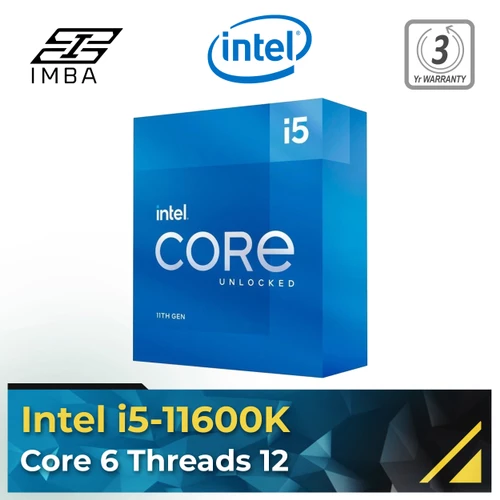 IMBA
intel
3
Yr WARRANTY
i5
intel.
CORE
UNLOCKED
11TH GEN
Intel i5-11600K
Core 6 Threads 12